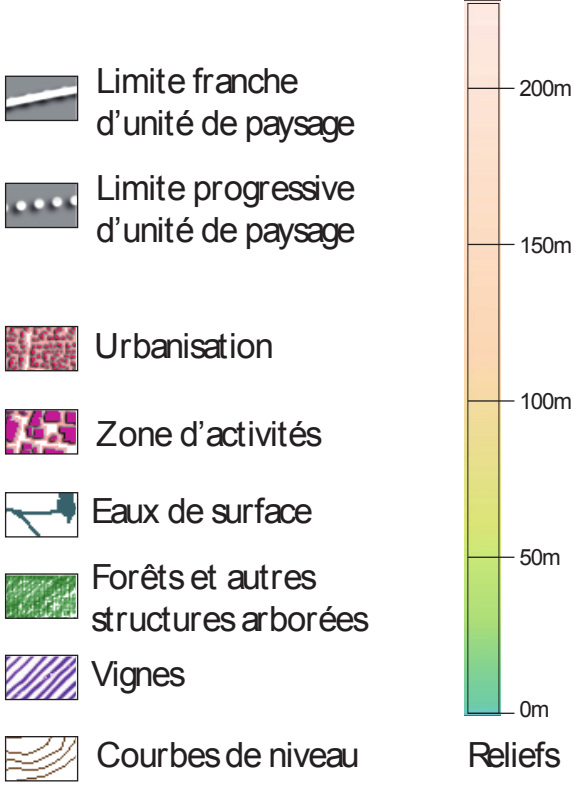 Limite franche
d'unité de paysage
Limite progressive
d'unité de paysage
Urbanisation
Zone d'activités
Eaux de surface
Forêts et autres
structures arborées
Vignes
Courbes de niveau
200m
150m
100m
50m
0m
Reliefs